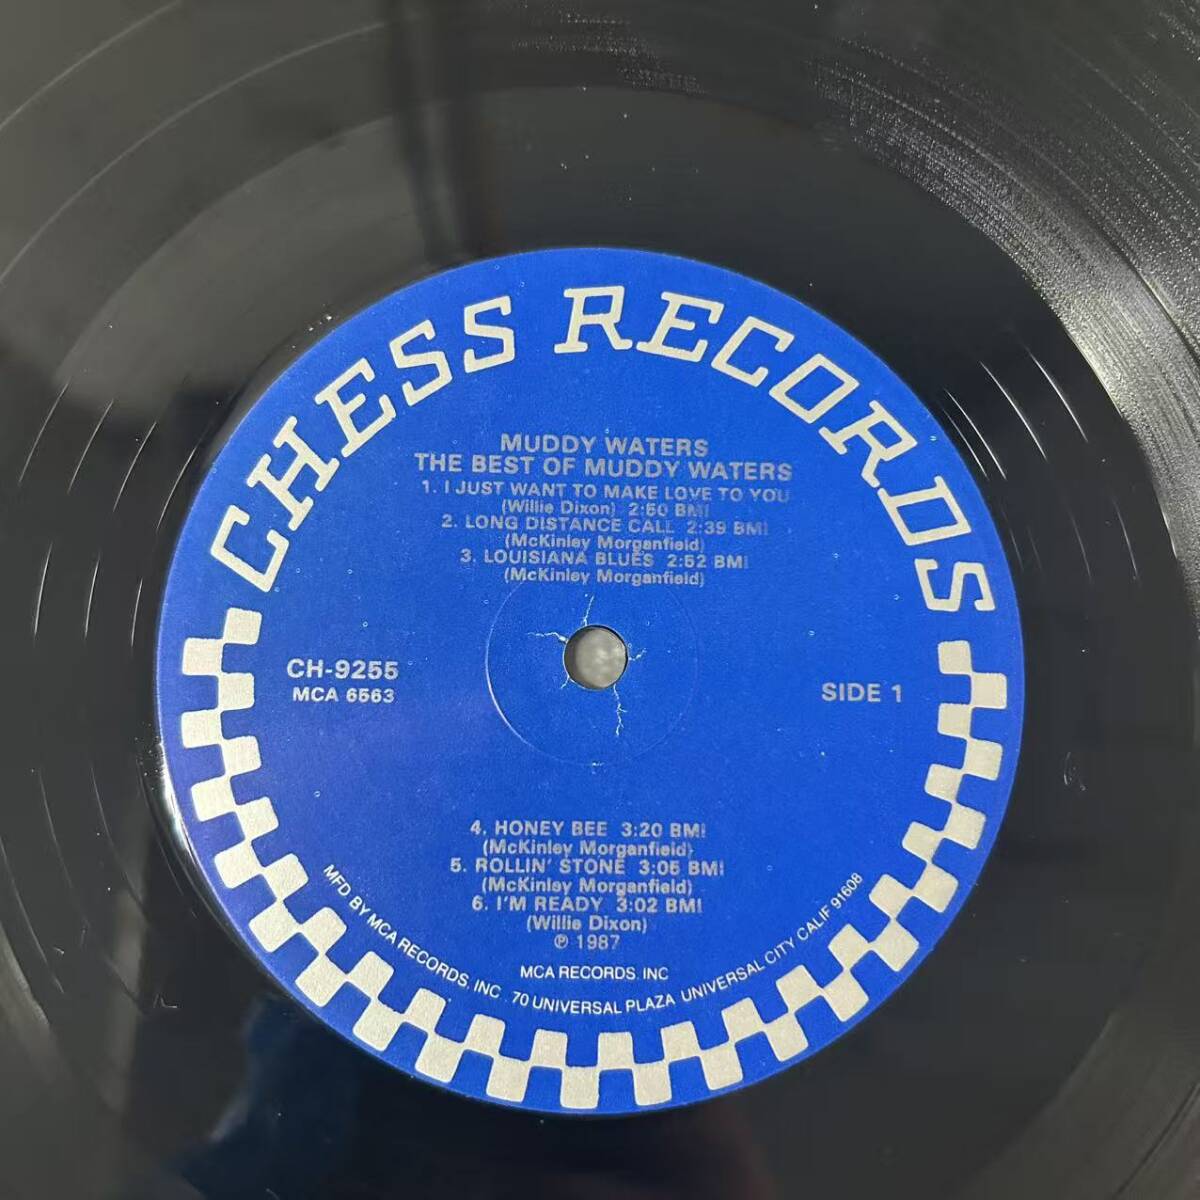 CHESS RECORDS
MUDDY WATERS
THE BEST OF MUDDY WATERS
1. I JUST WANT TO MAKE LOVE TO YOU
(Willie Dixon) 2:50 BMI
2. LONG DISTANCE CALL 2:39 BMI
(McKinley Morganfield)
3. LOUISIANA BLUES 2:52 BMI
(McKinley Morganfield)
CH-9255
MCA 6563
SIDE 1
4. HONEY BEE 3:20 BMI
(McKinley Morganfield)
5. ROLLIN' STONE 3:05 BMI
(McKinley Morganfield)
6. I'M READY 3:02 BMI
(Willie Dixon)
℗ 1987
MCA RECORDS, INC
MFD BY MCA RECORDS, INC. 70 UNIVERSAL PLAZA UNIVERSAL CITY CALIF 91608